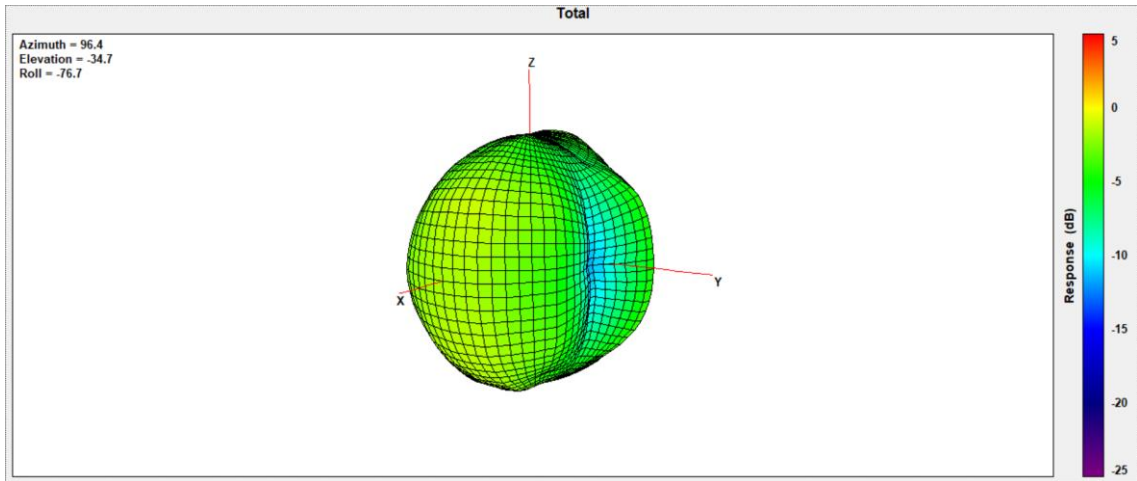 Total
Azimuth = 96.4
Elevation = -34.7
Roll = -76.7
Z
X
Y
5
0
-5
-10
-15
-20
-25
Response (dB)